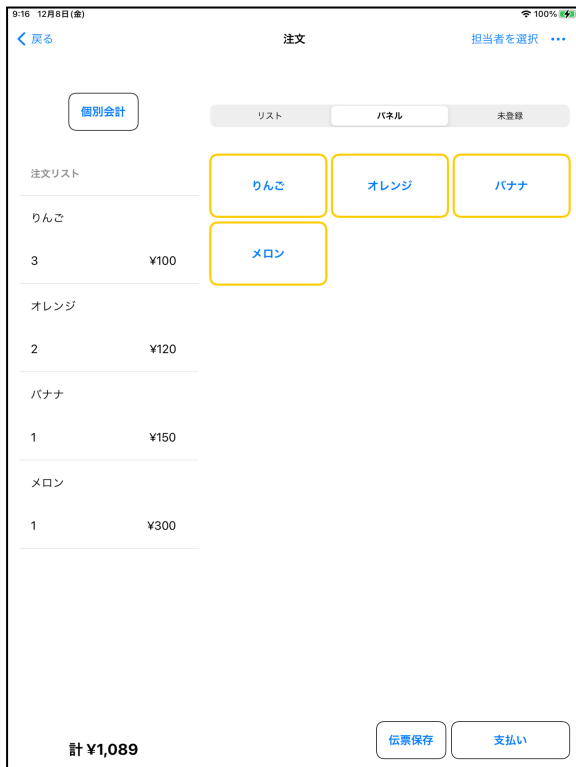 9:16 12月8日(金) 100%
戻る 注文 担当者を選択 •••
個別会計
リスト パネル 未登録
注文リスト
りんご
3 ¥100
オレンジ
2 ¥120
バナナ
1 ¥150
メロン
1 ¥300
りんご オレンジ バナナ
メロン
計 ¥1,089
伝票保存 支払い